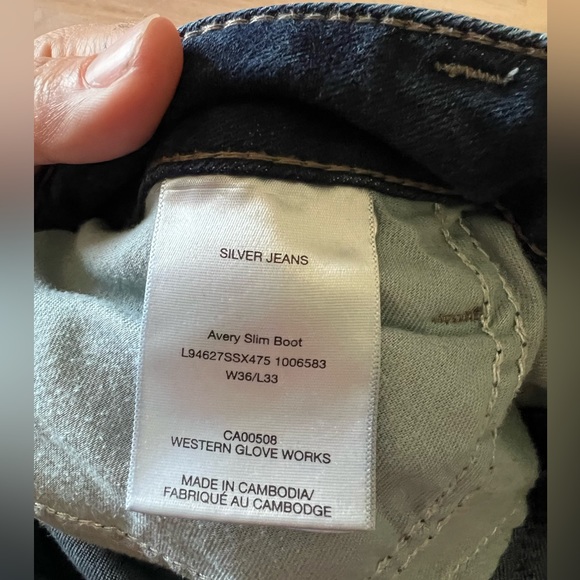 SILVER JEANS
Avery Slim Boot
L94627SSX475 1006583
W36/L33
CA00508
WESTERN GLOVE WORKS
MADE IN CAMBODIA/
FABRIQUÉ AU CAMBODGE